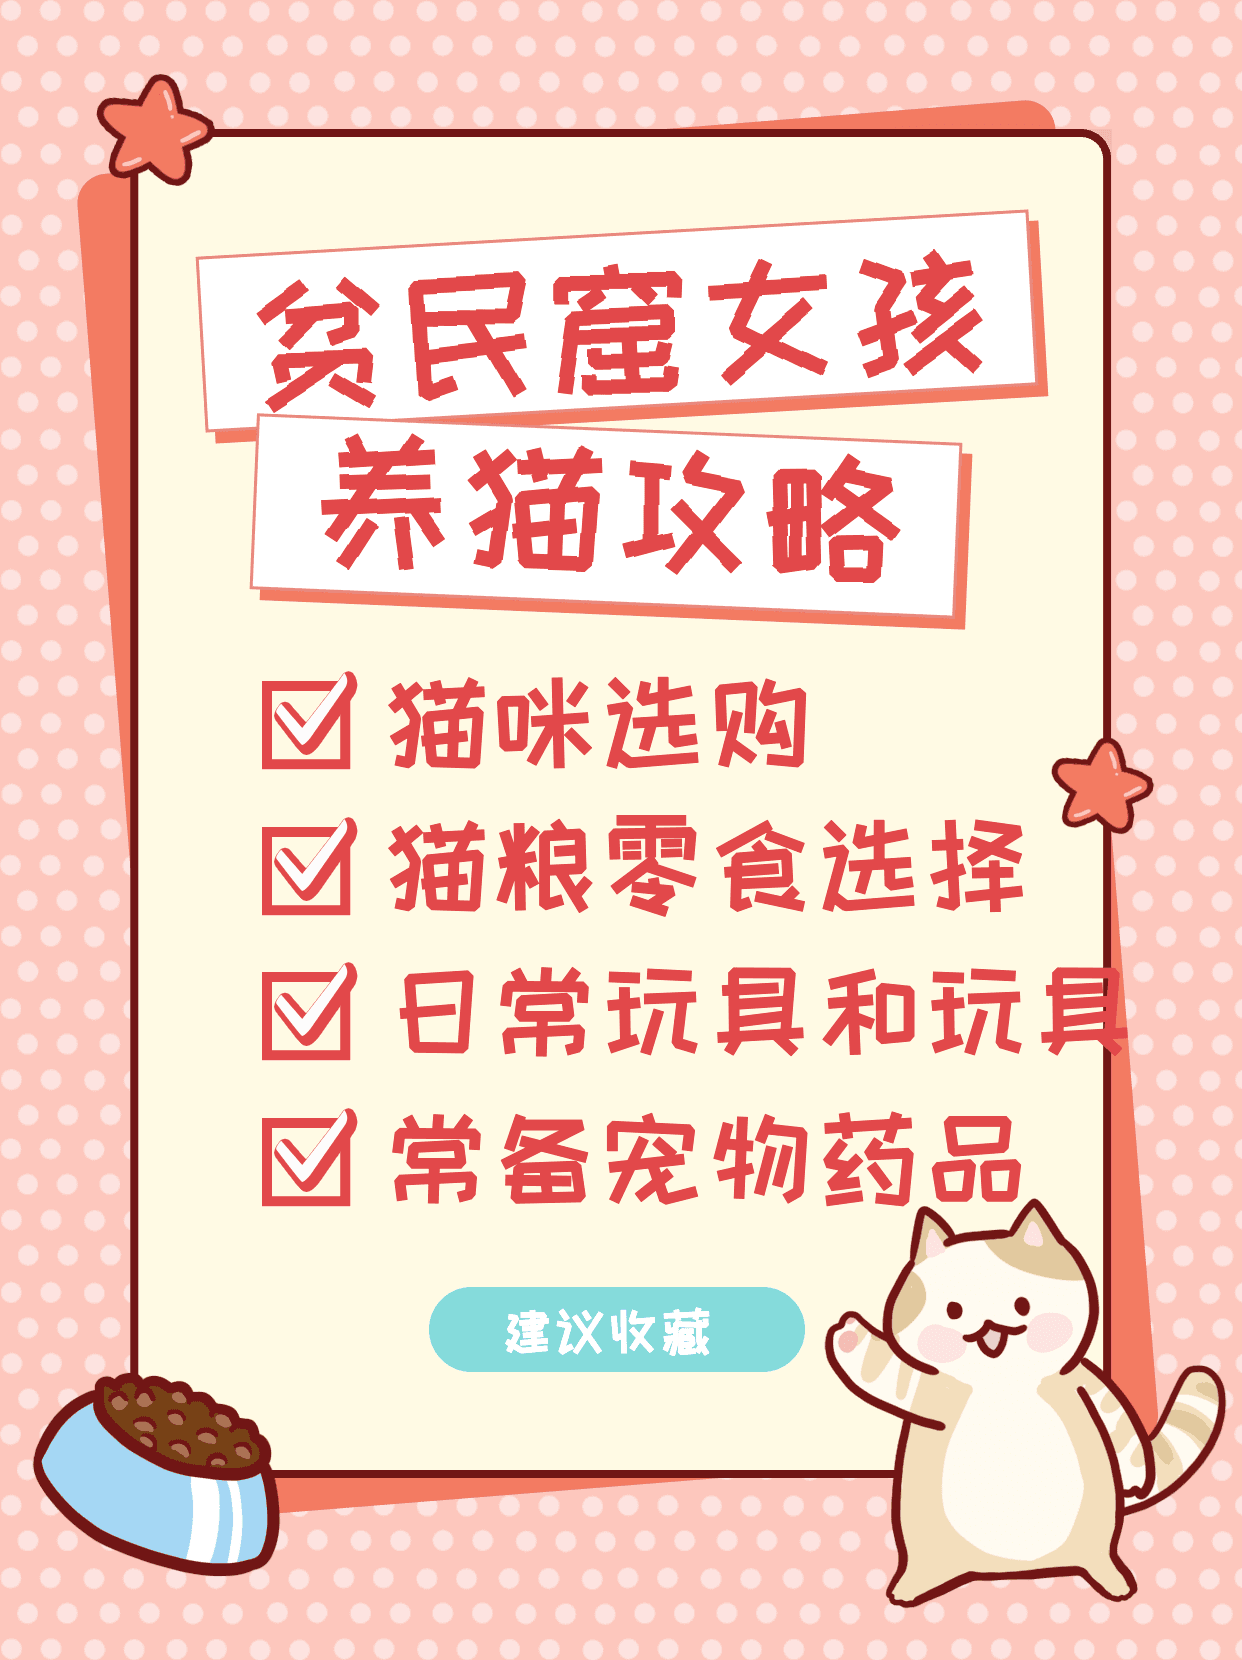 贫民窟女孩
养猫攻略
猫咪选购
猫粮零食选择
日常玩具和玩具
常备宠物药品
建议收藏